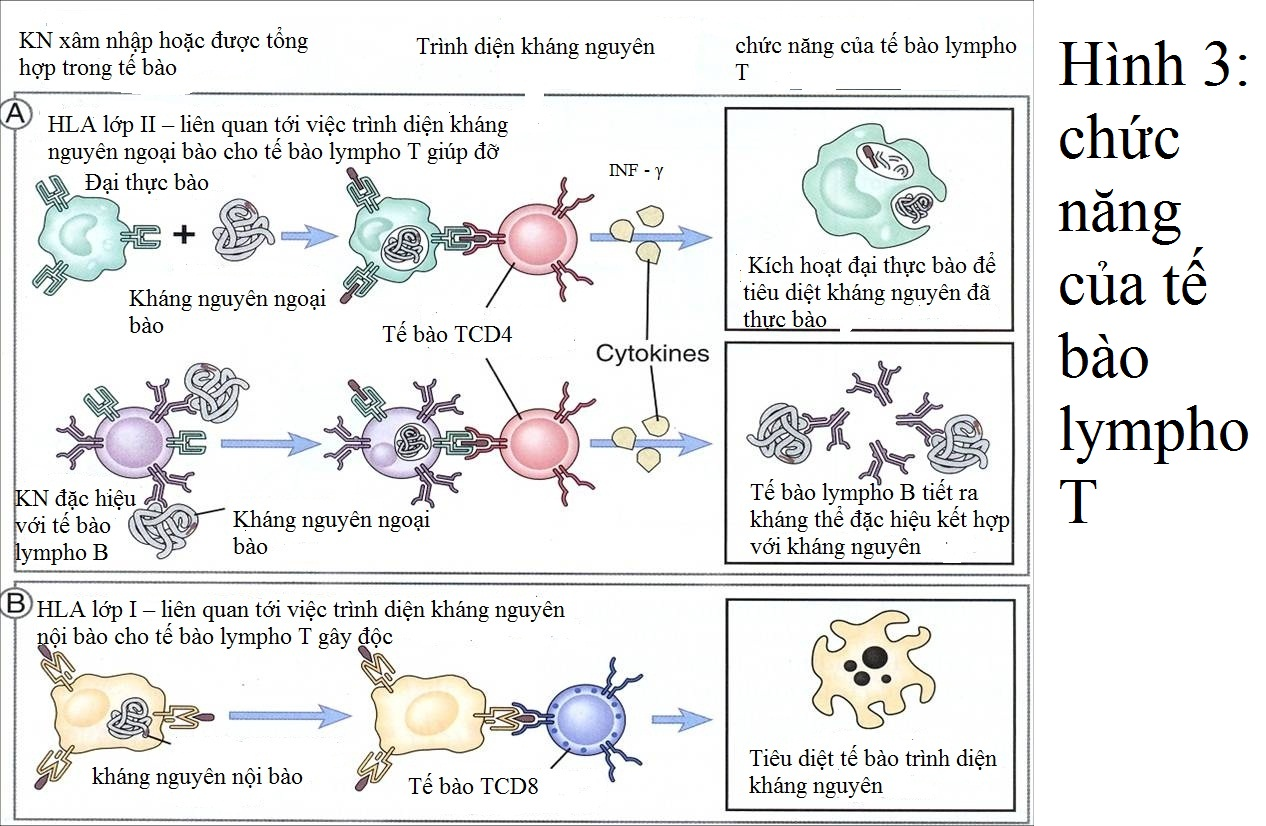 KN xâm nhập hoặc được tổng
hợp trong tế bào
Trình diện kháng nguyên
chức năng của tế bào lympho
T
A
HLA lớp II – liên quan tới việc trình diện kháng
nguyên ngoại bào cho tế bào lympho T giúp đỡ
Đại thực bào
+
Kháng nguyên ngoại
bào
Tế bào TCD4
INF - γ
Cytokines
Kích hoạt đại thực bào để
tiêu diệt kháng nguyên đã
thực bào
KN đặc hiệu
với tế bào
lympho B
Kháng nguyên ngoại
bào
Tế bào lympho B tiết ra
kháng thể đặc hiệu kết hợp
với kháng nguyên
B
HLA lớp I – liên quan tới việc trình diện kháng nguyên
nội bào cho tế bào lympho T gây độc
kháng nguyên nội bào
Tế bào TCD8
Tiêu diệt tế bào trình diện
kháng nguyên
Hình 3:
chức
năng
của tế
bào
lympho
T